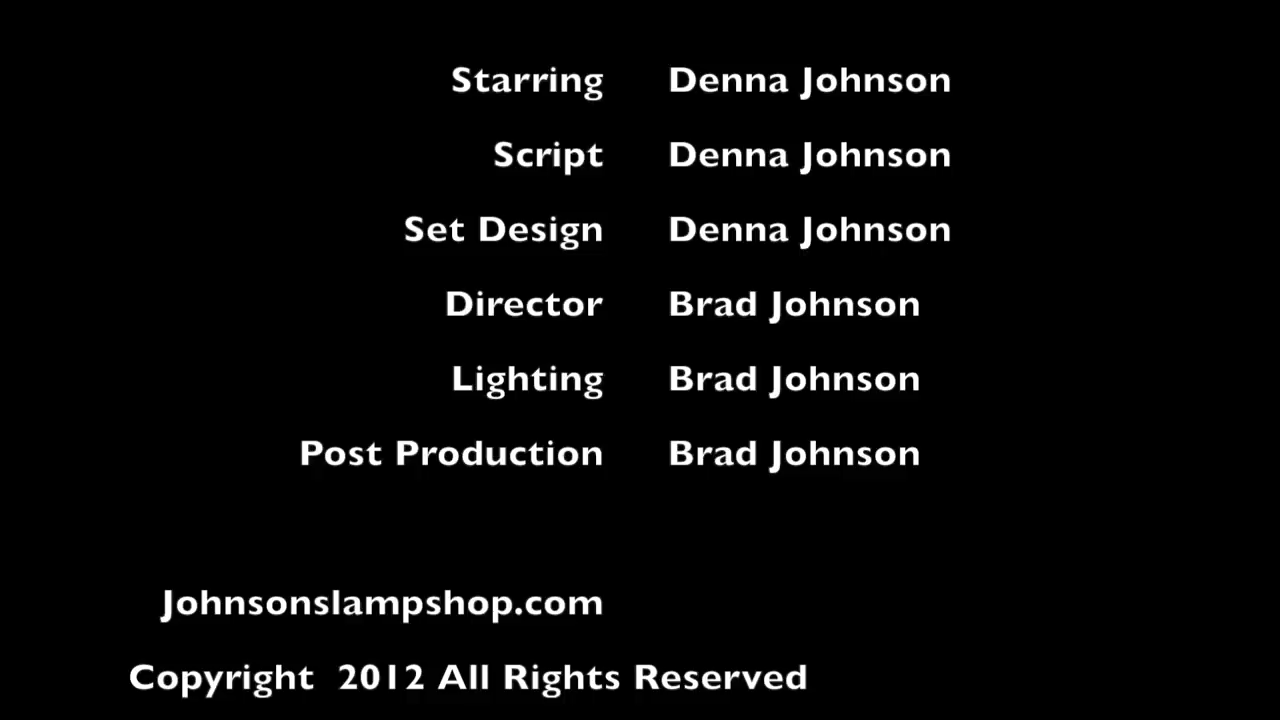 Starring Denna Johnson
Script Denna Johnson
Set Design Denna Johnson
Director Brad Johnson
Lighting Brad Johnson
Post Production Brad Johnson
Johnsonslampshop.com
Copyright  2012 All Rights Reserved